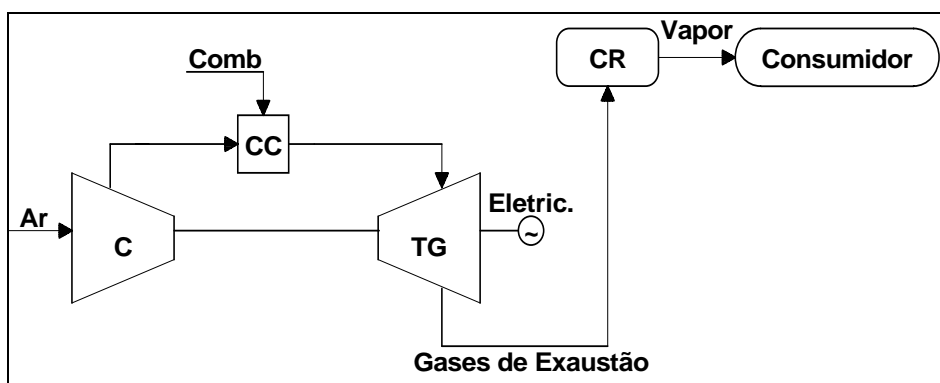 Vapor
CR
Consumidor
Comb
CC
Eletric.
Ar
C
TG
~
Gases de Exaustão